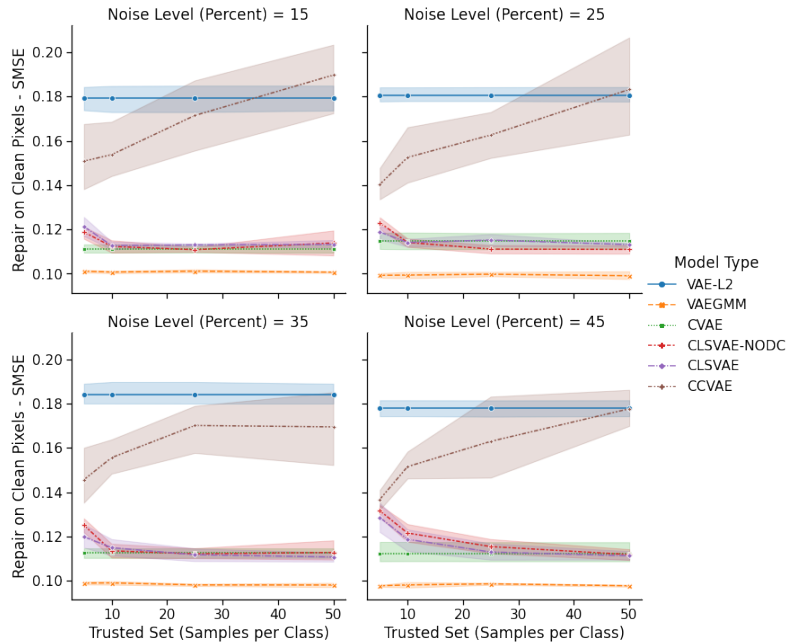 Noise Level (Percent) = 15
Noise Level (Percent) = 25
Repair on Clean Pixels - SMSE
0.20
0.18
0.16
0.14
0.12
0.10
Model Type
VAE-L2
VAEGMM
CVAE
CLSVAE-NODC
CLSVAE
CCVAE
Noise Level (Percent) = 35
Noise Level (Percent) = 45
Repair on Clean Pixels - SMSE
0.20
0.18
0.16
0.14
0.12
0.10
10 20 30 40 50
10 20 30 40 50
Trusted Set (Samples per Class)
Trusted Set (Samples per Class)